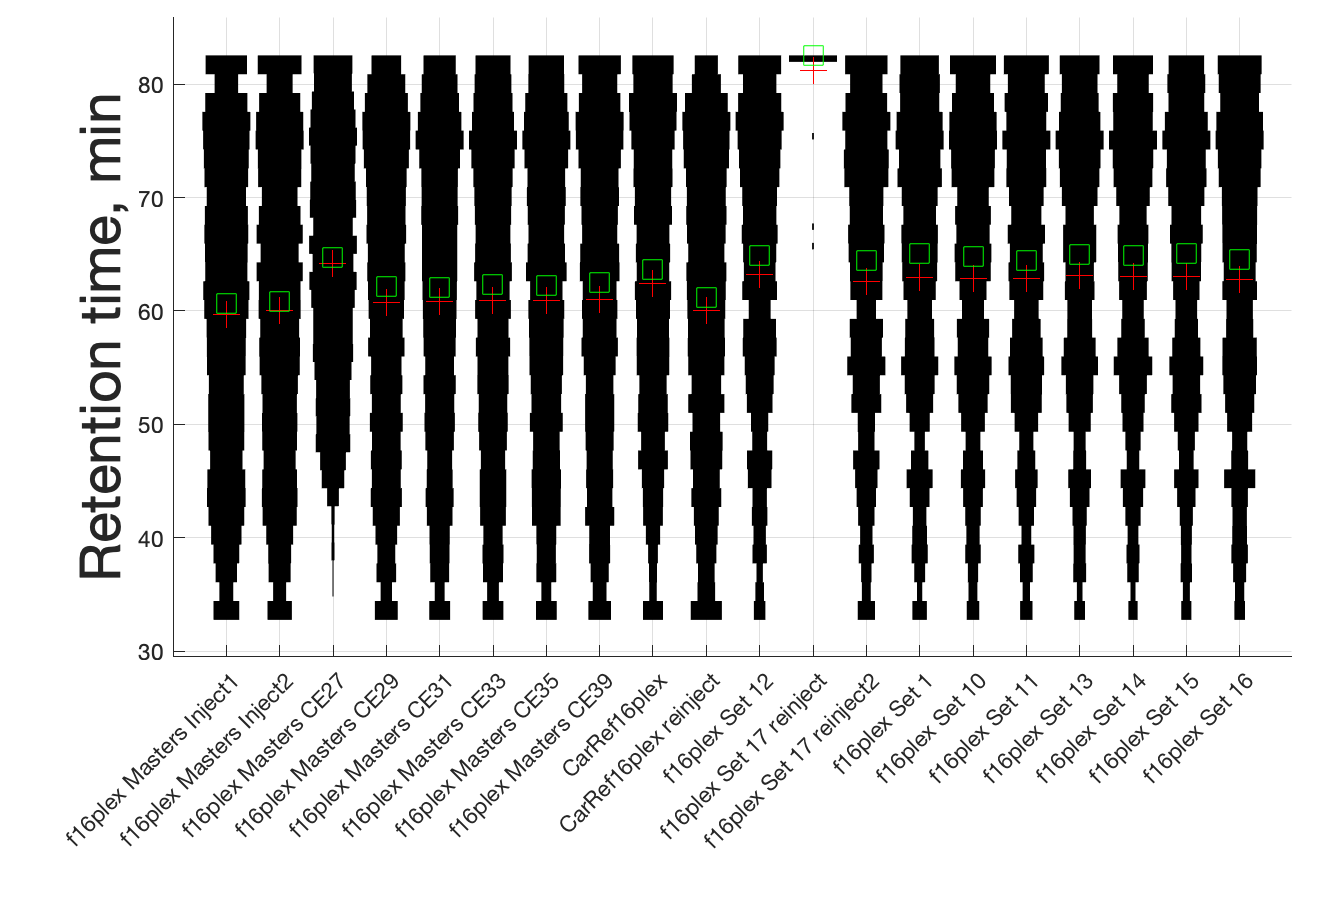 Retention time, min
80
70
60
50
40
30
f16plex Masters Inject1
f16plex Masters Inject2
f16plex Masters CE27
f16plex Masters CE29
f16plex Masters CE31
f16plex Masters CE33
f16plex Masters CE35
f16plex Masters CE39
CarRef16plex
CarRef16plex reinject
f16plex Set 12
f16plex Set 17 reinject
f16plex Set 17 reinject2
f16plex Set 1
f16plex Set 10
f16plex Set 11
f16plex Set 13
f16plex Set 14
f16plex Set 15
f16plex Set 16